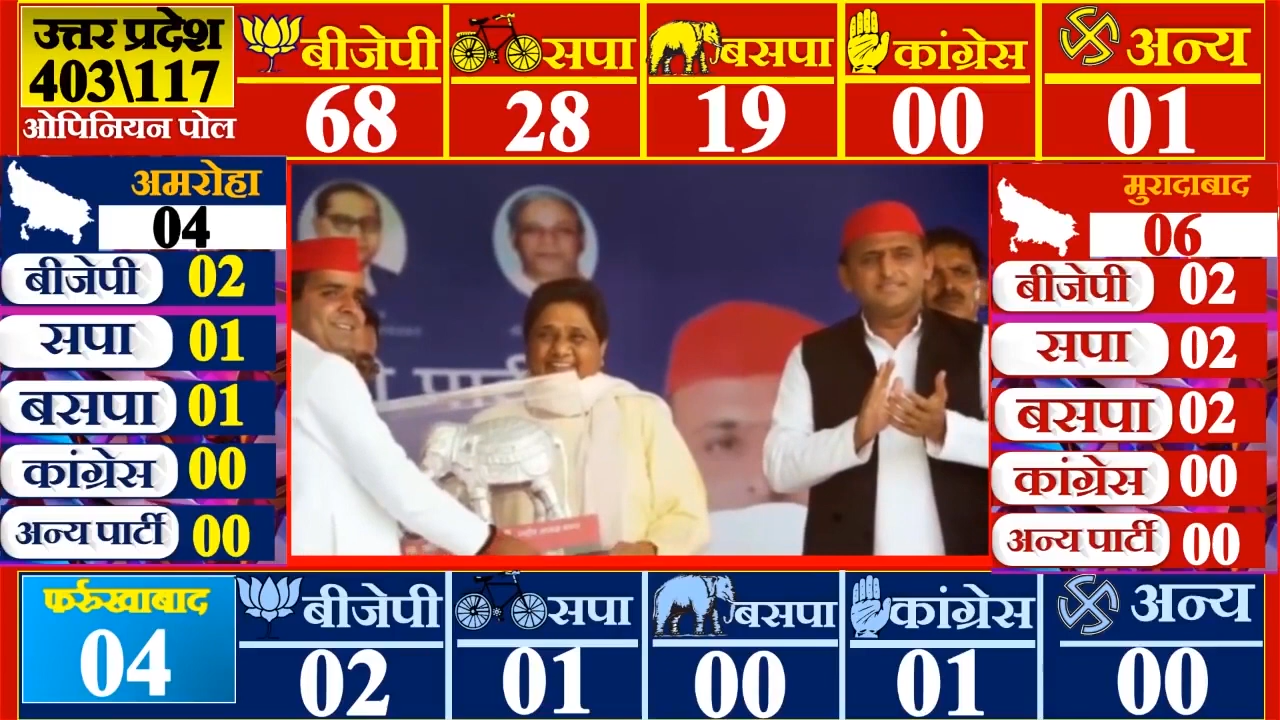 उत्तर प्रदेश
403\117
ओपिनियन पोल
बीजेपी
68
सपा
28
बसपा
19
कांग्रेस
00
अन्य
01
अमरोहा
04
बीजेपी 02
सपा 01
बसपा 01
कांग्रेस 00
अन्य पार्टी 00
मुरादाबाद
06
बीजेपी 02
सपा 02
बसपा 02
कांग्रेस 00
अन्य पार्टी 00
फर्रुखाबाद
04
बीजेपी
02
सपा
01
बसपा
00
कांग्रेस
01
अन्य
00